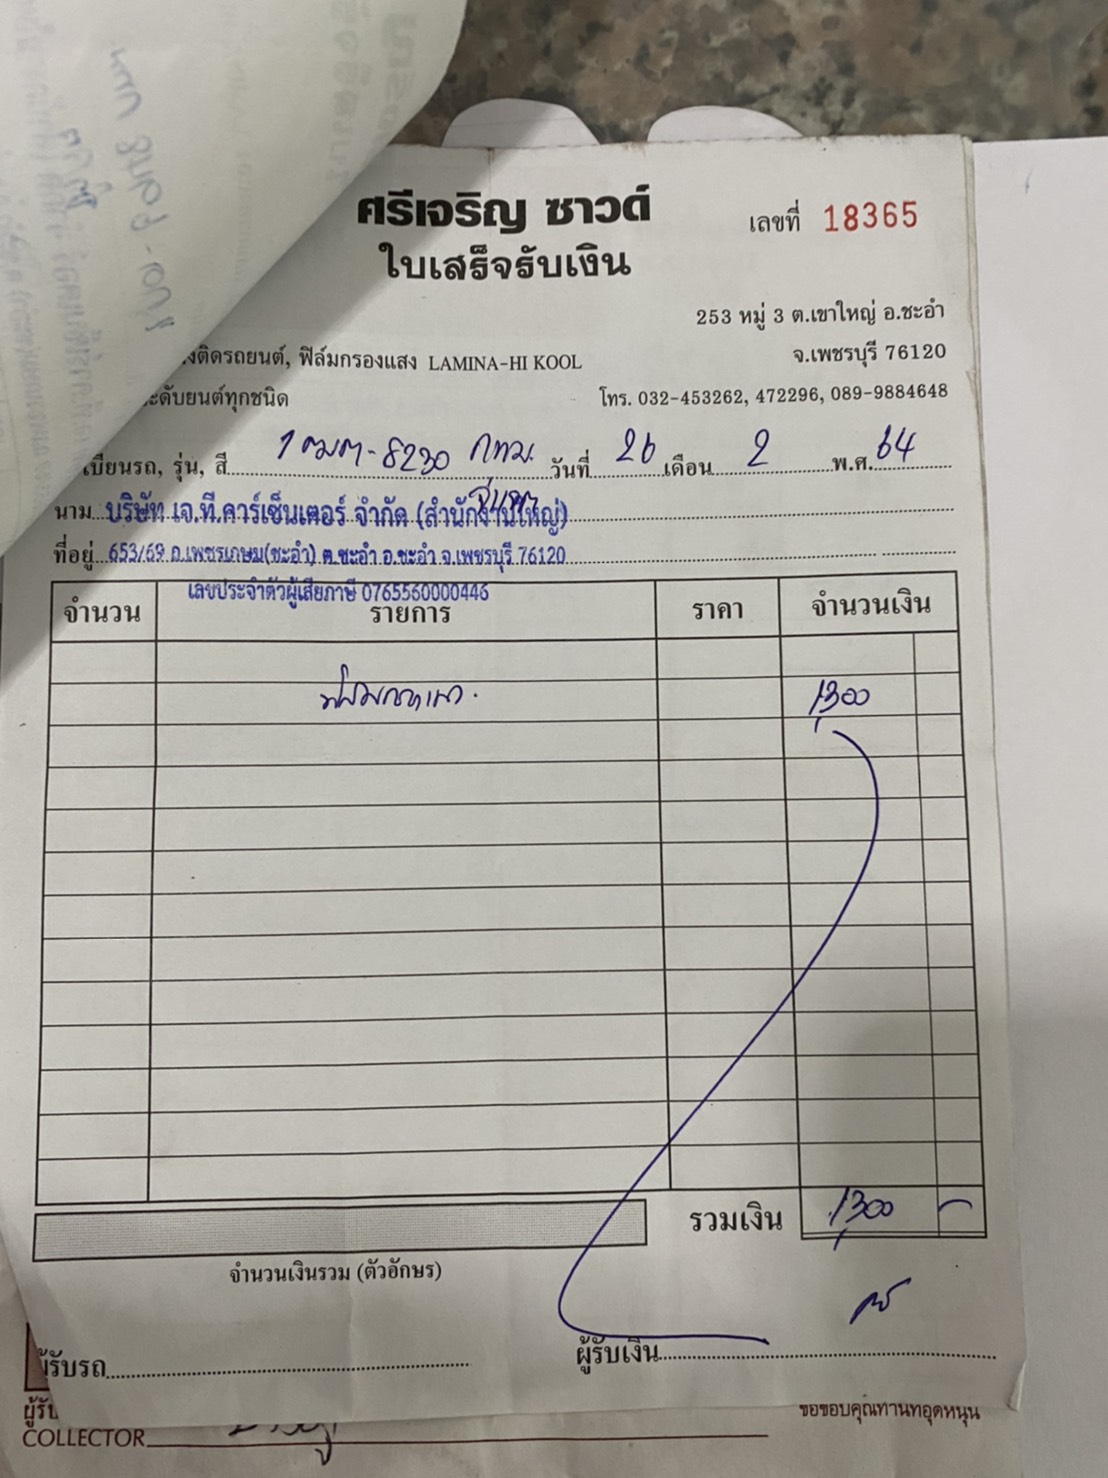 ศรีเจริญ ซาวด์
ใบเสร็จรับเงิน
เลขที่ 18365
253 หมู่ 3 ต.เขาใหญ่ อ.ชะอำ
จ.เพชรบุรี 76120
ติดรถยนต์, ฟิล์มกรองแสง LAMINA-HI KOOL
ะดับยนต์ทุกชนิด
โทร. 032-453262, 472296, 089-9884648
เบียนรถ, รุ่น, สี 8230 กทม. วันที่ 26 เดือน 2 พ.ศ. 64
นาม บริษัท เจ.ที.คาร์เซ็นเตอร์ จำกัด (สำนักงานใหญ่)
ที่อยู่ 653/69 ถ.เพชรเกษม(ชะอำ) ต.ชะอำ อ.ชะอำ จ.เพชรบุรี 76120
เลขประจำตัวผู้เสียภาษี 0765560000446
จำนวน รายการ ราคา จำนวนเงิน
1,300
รวมเงิน 1,300 -
จำนวนเงินรวม (ตัวอักษร)
ผู้รับรถ
ผู้รับเงิน
ขอขอบคุณท่านที่อุดหนุน
ผู้รับ
COLLECTOR